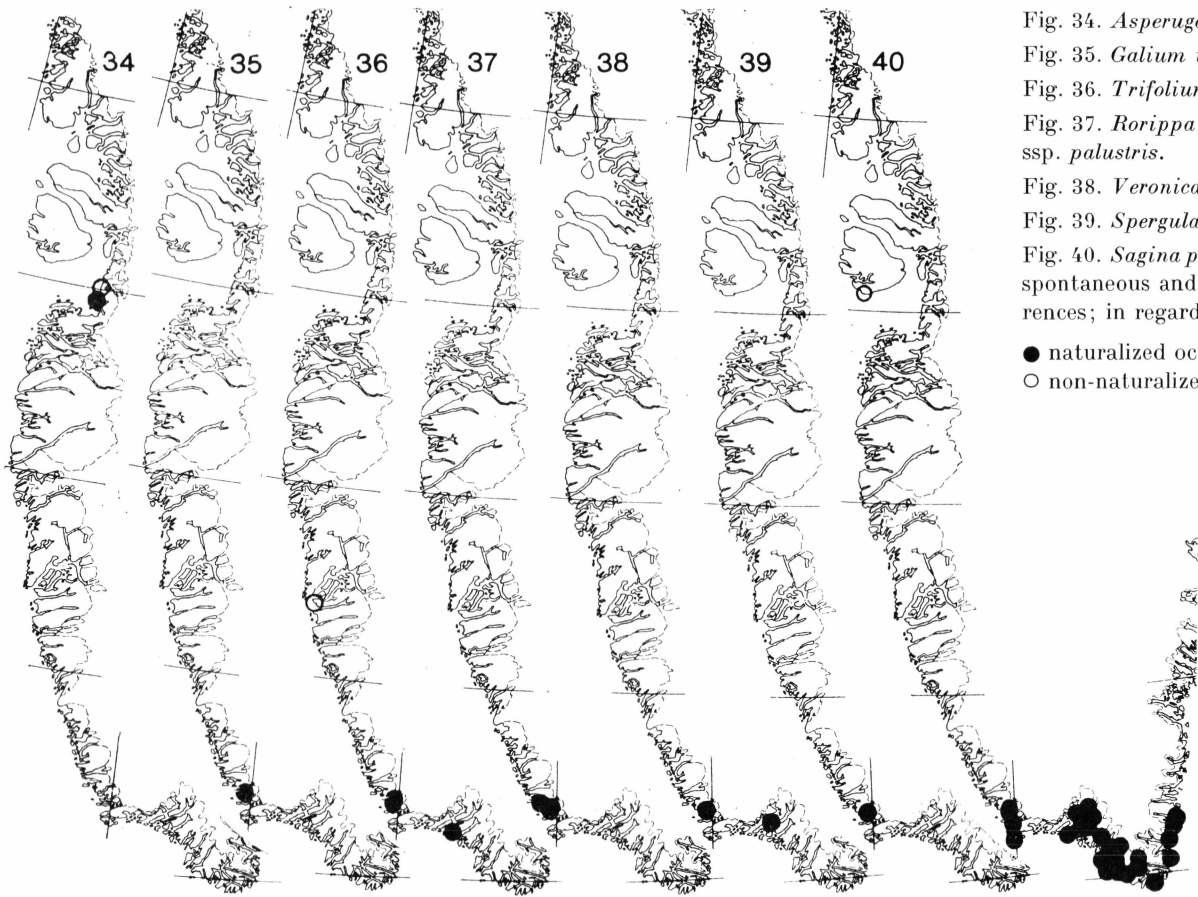 34 35 36 37 38 39 40
Fig. 34. Asperugo
Fig. 35. Galium
Fig. 36. Trifolium
Fig. 37. Rorippa
ssp. palustris.
Fig. 38. Veronica
Fig. 39. Spergula
Fig. 40. Sagina p
spontaneous and
rences; in regard
● naturalized oc
○ non-naturalize